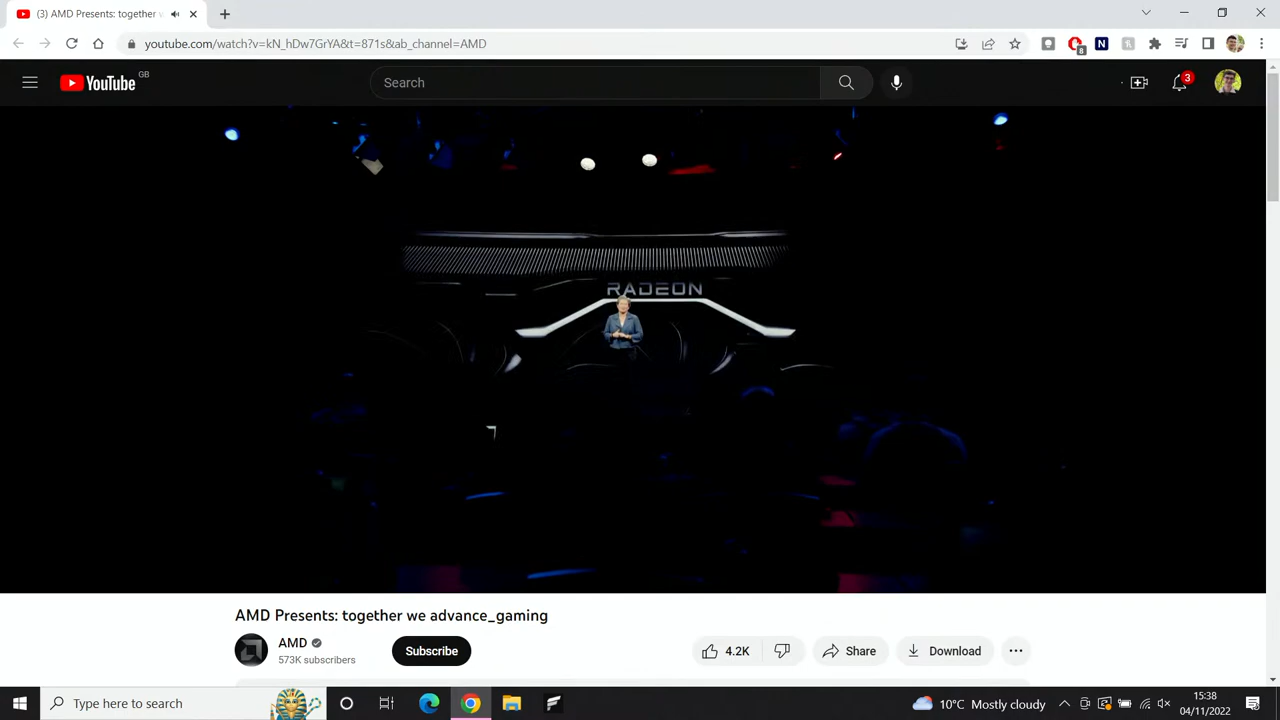 (3) AMD Presents: together w
youtube.com/watch?v=kN_hDw7GrYA&t=871s&ab_channel=AMD
8
N
YouTube
GB
Search
3
RADEON
AMD Presents: together we advance_gaming
AMD
573K subscribers
Subscribe
4.2K
Share
Download
Type here to search
10°C Mostly cloudy
15:38
04/11/2022